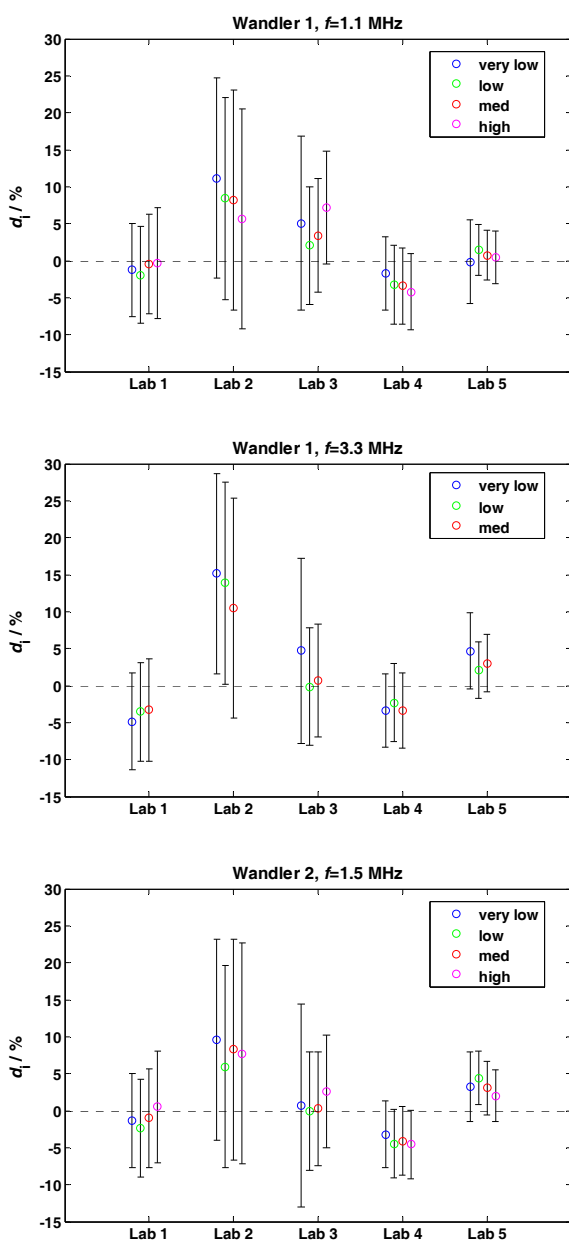 Wandler 1, f=1.1 MHz
30
25
20
15
10
5
0
-5
-10
-15
d_i / %
very low
low
med
high
Lab 1 Lab 2 Lab 3 Lab 4 Lab 5
Wandler 1, f=3.3 MHz
30
25
20
15
10
5
0
-5
-10
-15
d_i / %
very low
low
med
Lab 1 Lab 2 Lab 3 Lab 4 Lab 5
Wandler 2, f=1.5 MHz
30
25
20
15
10
5
0
-5
-10
-15
d_i / %
very low
low
med
high
Lab 1 Lab 2 Lab 3 Lab 4 Lab 5